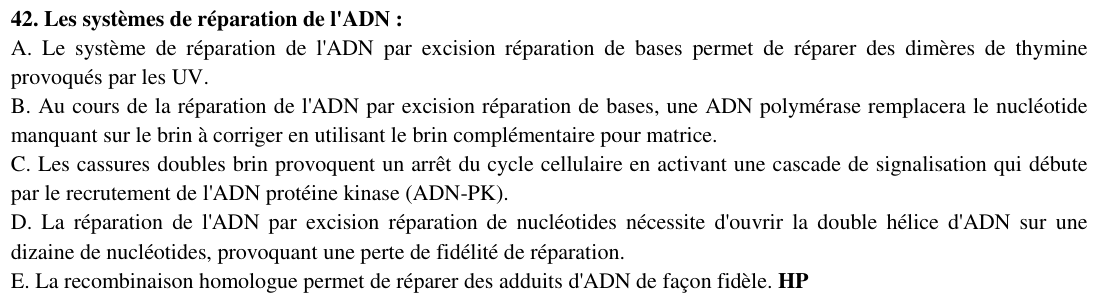 42. Les systèmes de réparation de l'ADN :
A. Le système de réparation de l'ADN par excision réparation de bases permet de réparer des dimères de thymine
provoqués par les UV.
B. Au cours de la réparation de l'ADN par excision réparation de bases, une ADN polymérase remplacera le nucléotide
manquant sur le brin à corriger en utilisant le brin complémentaire pour matrice.
C. Les cassures doubles brin provoquent un arrêt du cycle cellulaire en activant une cascade de signalisation qui débute
par le recrutement de l'ADN protéine kinase (ADN-PK).
D. La réparation de l'ADN par excision réparation de nucléotides nécessite d'ouvrir la double hélice d'ADN sur une
dizaine de nucléotides, provoquant une perte de fidélité de réparation.
E. La recombinaison homologue permet de réparer des adduits d'ADN de façon fidèle. HP